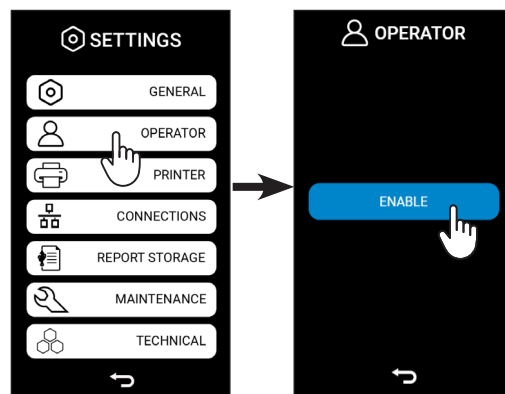 SETTINGS
GENERAL
OPERATOR
PRINTER
CONNECTIONS
REPORT STORAGE
MAINTENANCE
TECHNICAL
OPERATOR
ENABLE